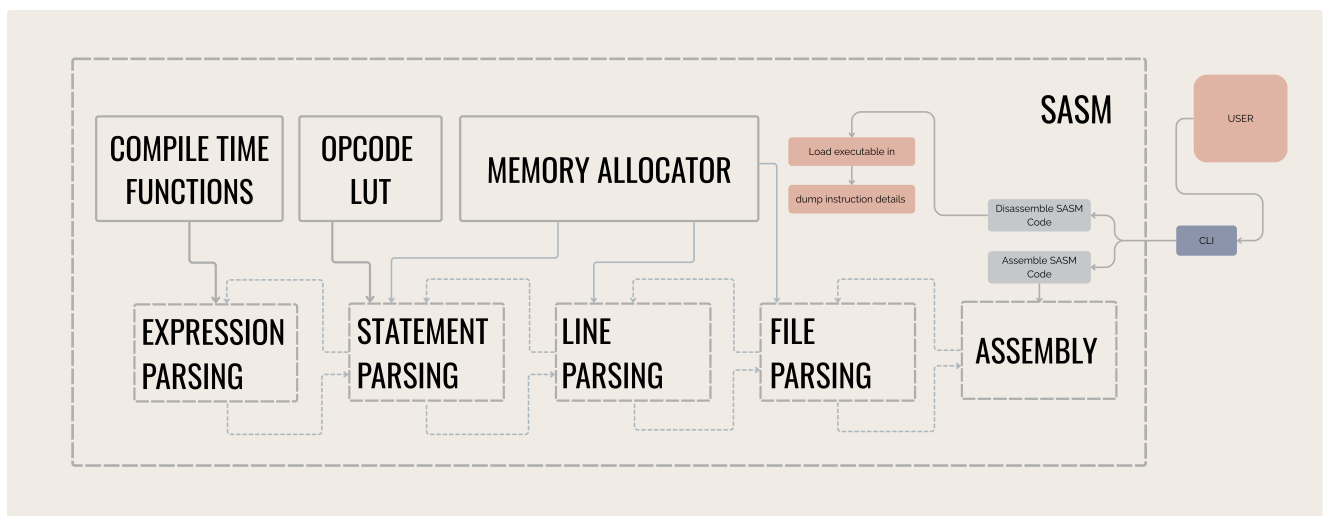 SASM
USER
COMPILE TIME
FUNCTIONS
OPCODE
LUT
MEMORY ALLOCATOR
Load executable in
dump instruction details
Disassemble SASM
Code
CLI
Assemble SASM
Code
EXPRESSION
PARSING
STATEMENT
PARSING
LINE
PARSING
FILE
PARSING
ASSEMBLY